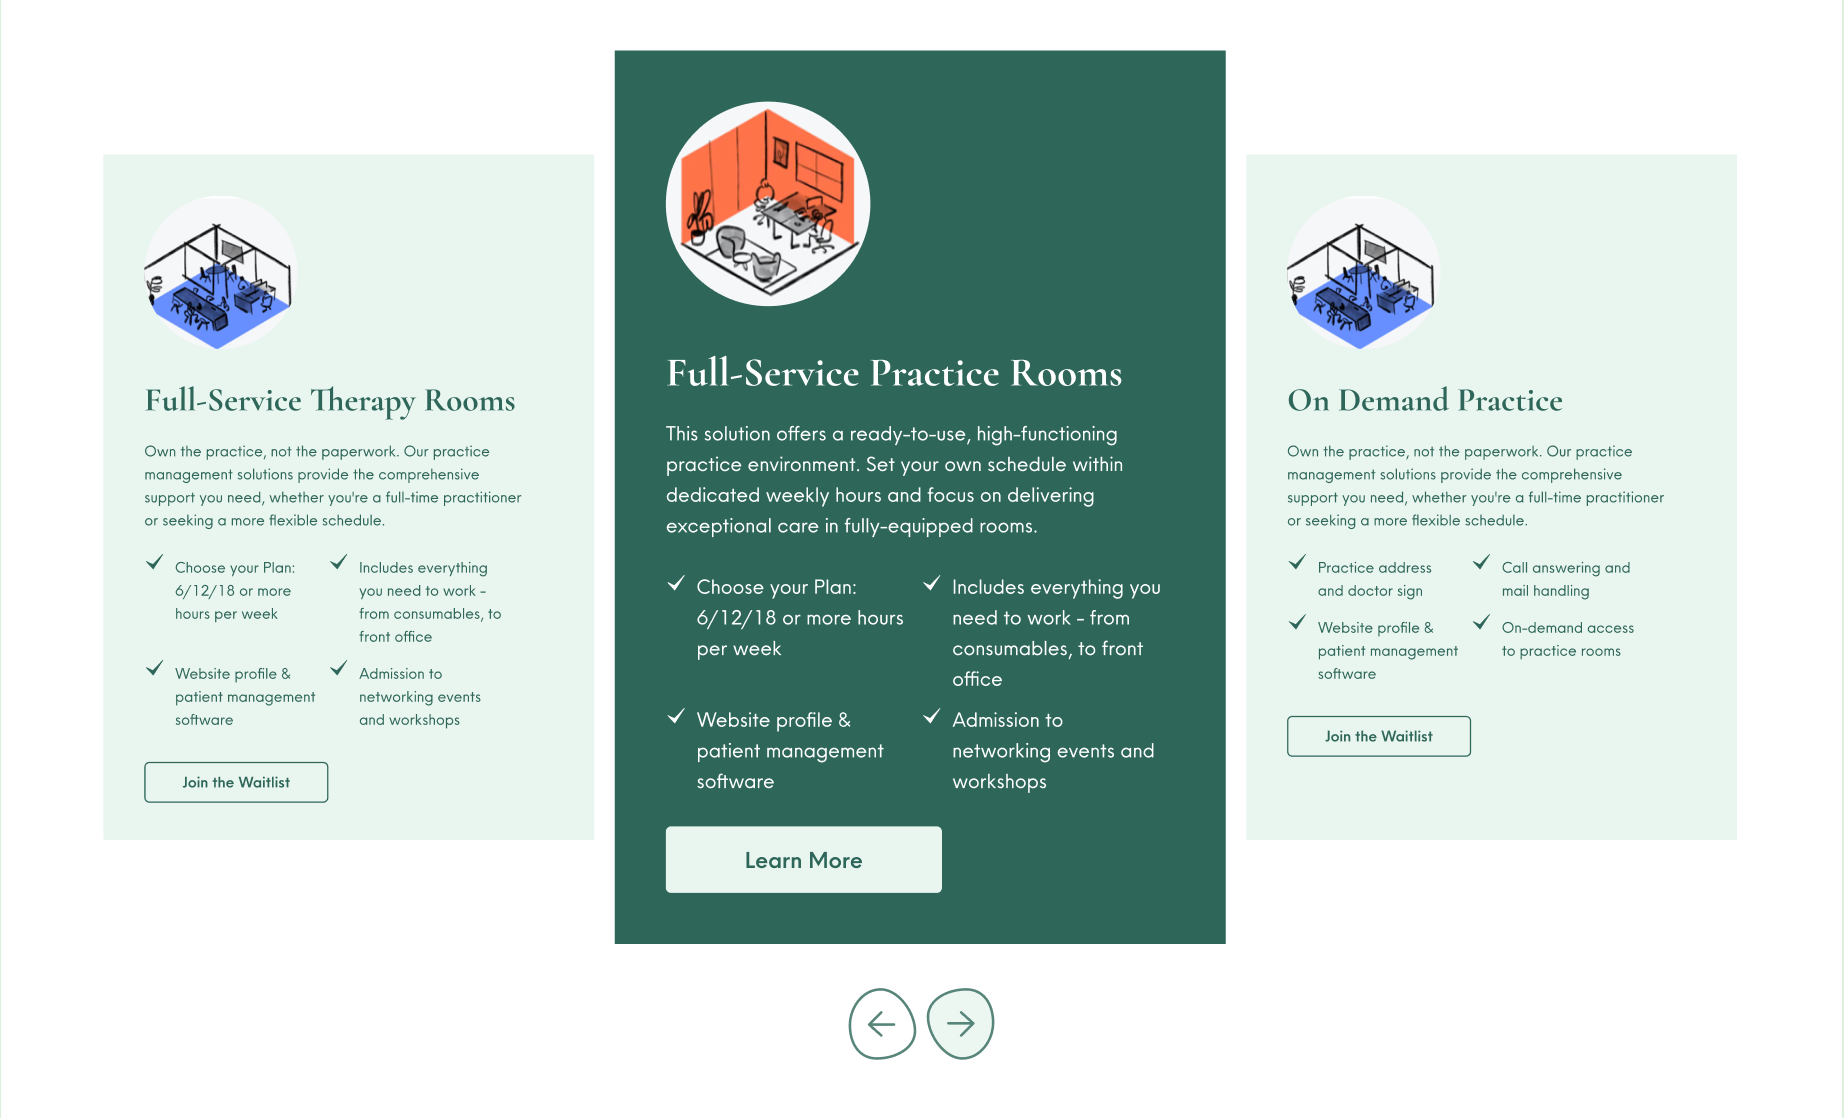 Full-Service Therapy Rooms
Own the practice, not the paperwork. Our practice
management solutions provide the comprehensive
support you need, whether you're a full-time practitioner
or seeking a more flexible schedule.
Choose your Plan:
6/12/18 or more
hours per week
Includes everything
you need to work -
from consumables, to
front office
Website profile &
patient management
software
Admission to
networking events
and workshops
Join the Waitlist
Full-Service Practice Rooms
This solution offers a ready-to-use, high-functioning
practice environment. Set your own schedule within
dedicated weekly hours and focus on delivering
exceptional care in fully-equipped rooms.
Choose your Plan:
6/12/18 or more hours
per week
Includes everything you
need to work - from
consumables, to front
office
Website profile &
patient management
software
Admission to
networking events and
workshops
Learn More
On Demand Practice
Own the practice, not the paperwork. Our practice
management solutions provide the comprehensive
support you need, whether you're a full-time practitioner
or seeking a more flexible schedule.
Practice address
and doctor sign
Call answering and
mail handling
Website profile &
patient management
software
On-demand access
to practice rooms
Join the Waitlist